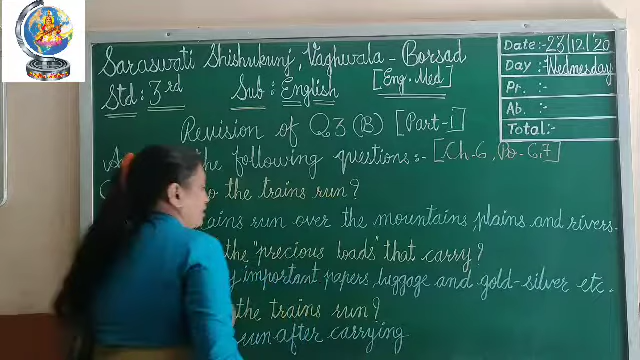 Saraswati Shishukunj, Vaghwala - Borsad
Std : 3rd Sub : English [Eng. Med]
Date:- 23/12/'20
Day :- Wednesday
Pr. :-
Ab. :-
Total:-
Revision of Q3 (B) [Part-1]
the following questions:- [Ch-6, Po-6,7]
the trains run?
trains run over the mountains, plains and rivers.
the "precious loads" that carry?
important papers, luggage and gold-silver etc.
the trains run?
run after carrying